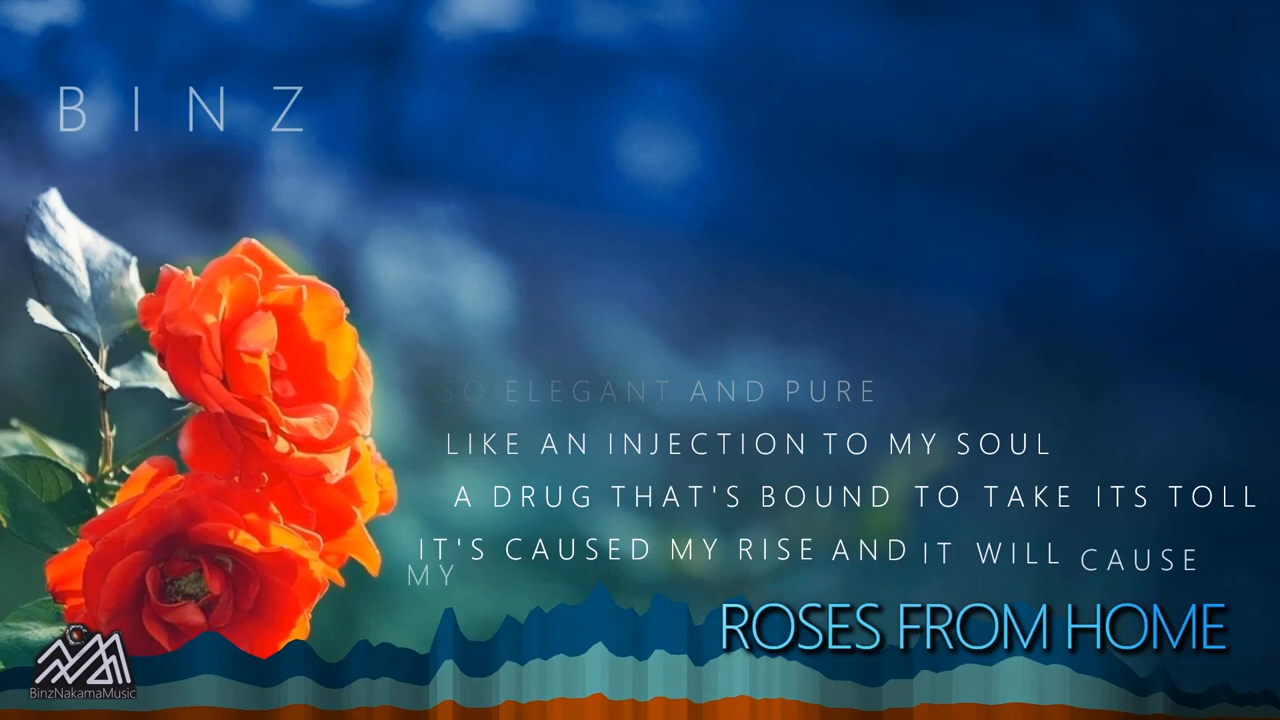 BINZ
SO ELEGANT AND PURE
LIKE AN INJECTION TO MY SOUL
A DRUG THAT'S BOUND TO TAKE ITS TOLL
IT'S CAUSED MY RISE AND IT WILL CAUSE
MY
ROSES FROM HOME
BinzNakamaMusic